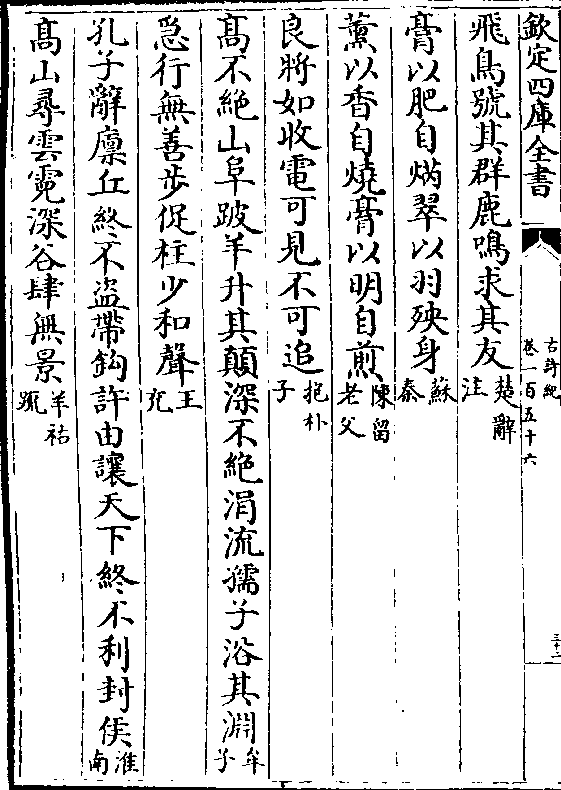 欽定四庫全書
古詩紀
卷一百五十六
三十二
飛鳥號其群鹿鳴求其友楚辭注
膏以肥自焫翠以羽殃身蘇秦
薰以香自燒膏以明自煎陳留老父
良將如收電可見不可追抱朴子
髙不絶山阜跛羊升其顛深不絶涓流孺子浴其淵牟子
急行無善步促柱少和聲王充
孔子辭廩丘終不盜帶鈎許由讓天下終不利封侯淮南
髙山尋雲霓深谷肆無景羊祜